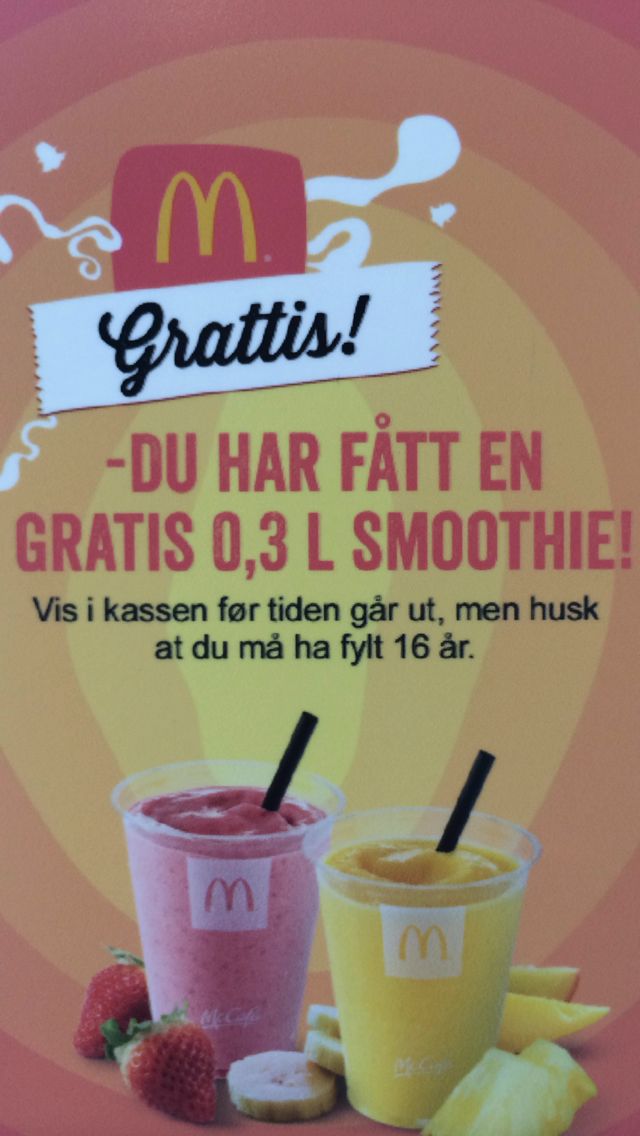 Grattis!
-DU HAR FÅTT EN
GRATIS 0,3 L SMOOTHIE!
Vis i kassen før tiden går ut, men husk
at du må ha fylt 16 år.
McCafé
McCafé